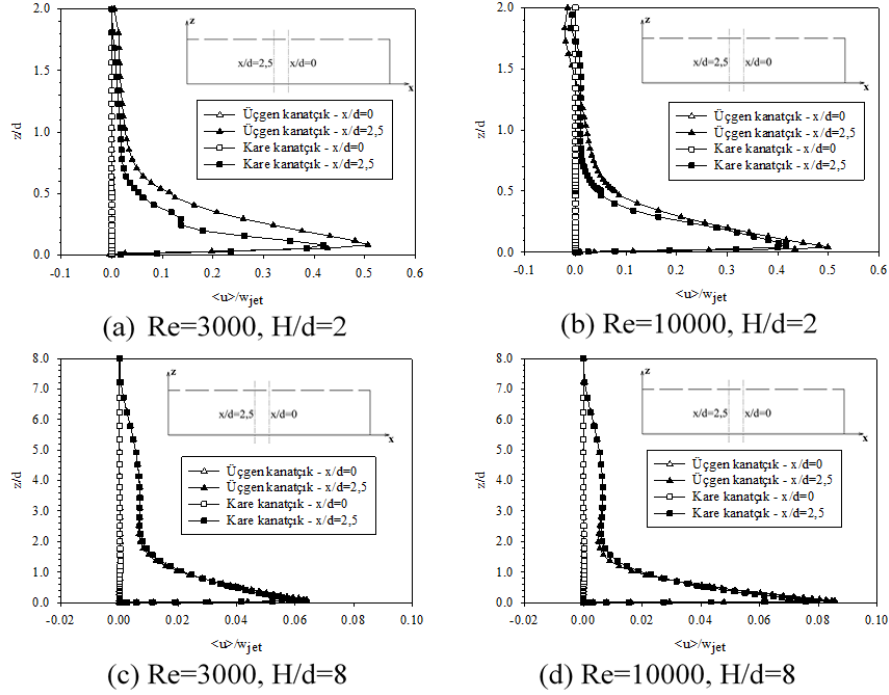 2.0
1.5
1.0
0.5
0.0
z/d
z
x/d=2,5
x/d=0
x
Üçgen kanatçık - x/d=0
Üçgen kanatçık - x/d=2,5
Kare kanatçık - x/d=0
Kare kanatçık - x/d=2,5
-0.1 0.0 0.1 0.2 0.3 0.4 0.5 0.6
<u>/wjet
(a) Re=3000, H/d=2
2.0
1.5
1.0
0.5
0.0
z/d
z
x/d=2,5
x/d=0
x
Üçgen kanatçık - x/d=0
Üçgen kanatçık - x/d=2,5
Kare kanatçık - x/d=0
Kare kanatçık - x/d=2,5
-0.1 0.0 0.1 0.2 0.3 0.4 0.5 0.6
<u>/wjet
(b) Re=10000, H/d=2
8.0
7.0
6.0
5.0
4.0
3.0
2.0
1.0
0.0
z/d
z
x/d=2,5
x/d=0
x
Üçgen kanatçık - x/d=0
Üçgen kanatçık - x/d=2,5
Kare kanatçık - x/d=0
Kare kanatçık - x/d=2,5
-0.02 0.00 0.02 0.04 0.06 0.08 0.10
<u>/wjet
(c) Re=3000, H/d=8
8.0
7.0
6.0
5.0
4.0
3.0
2.0
1.0
0.0
z/d
z
x/d=2,5
x/d=0
x
Üçgen kanatçık - x/d=0
Üçgen kanatçık - x/d=2,5
Kare kanatçık - x/d=0
Kare kanatçık - x/d=2,5
-0.02 0.00 0.02 0.04 0.06 0.08 0.10
<u>/wjet
(d) Re=10000, H/d=8